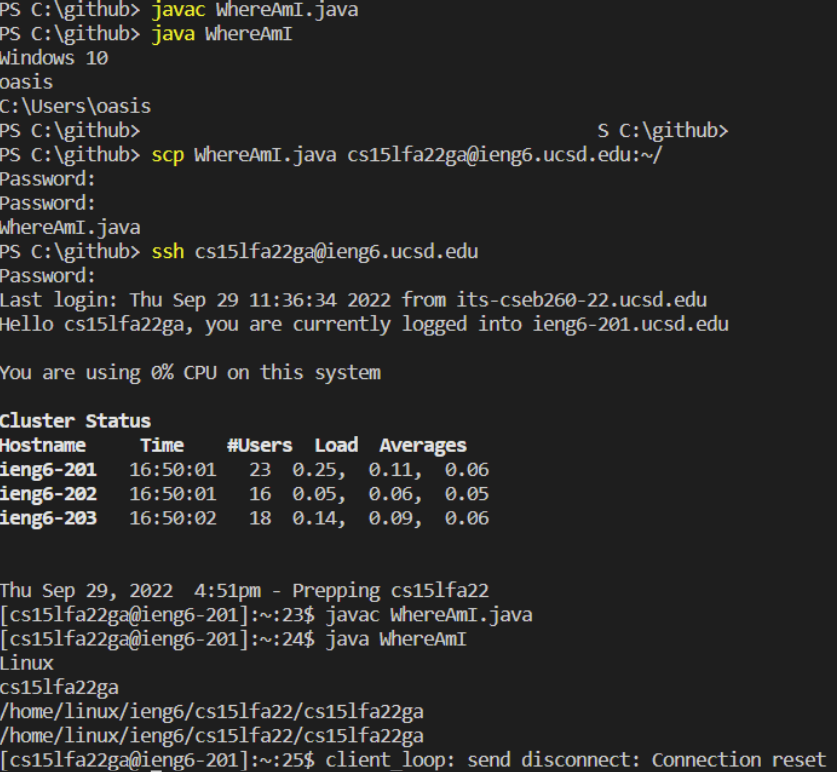 PS C:\github> javac WhereAmI.java
PS C:\github> java WhereAmI
Windows 10
oasis
C:\Users\oasis
PS C:\github> S C:\github>
PS C:\github> scp WhereAmI.java cs15lfa22ga@ieng6.ucsd.edu:~/
Password:
Password:
WhereAmI.java
PS C:\github> ssh cs15lfa22ga@ieng6.ucsd.edu
Password:
Last login: Thu Sep 29 11:36:34 2022 from its-cseb260-22.ucsd.edu
Hello cs15lfa22ga, you are currently logged into ieng6-201.ucsd.edu
You are using 0% CPU on this system
Cluster Status
Hostname Time #Users Load Averages
ieng6-201 16:50:01 23 0.25, 0.11, 0.06
ieng6-202 16:50:01 16 0.05, 0.06, 0.05
ieng6-203 16:50:02 18 0.14, 0.09, 0.06
Thu Sep 29, 2022 4:51pm - Prepping cs15lfa22
[cs15lfa22ga@ieng6-201]:~:23$ javac WhereAmI.java
[cs15lfa22ga@ieng6-201]:~:24$ java WhereAmI
Linux
cs15lfa22ga
/home/linux/ieng6/cs15lfa22/cs15lfa22ga
/home/linux/ieng6/cs15lfa22/cs15lfa22ga
[cs15lfa22ga@ieng6-201]:~:25$ client_loop: send disconnect: Connection reset